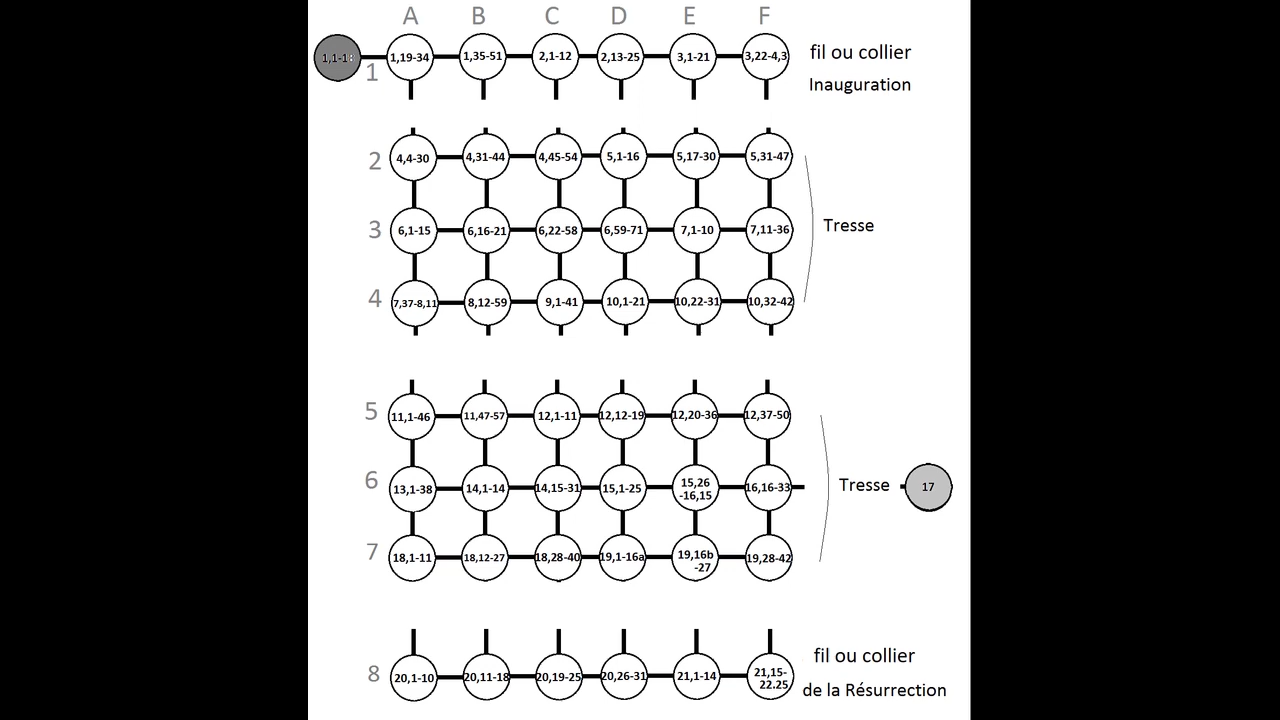 A B C D E F
1,1-1 1,19-34 1,35-51 2,1-12 2,13-25 3,1-21 3,22-4,3 fil ou collier
1 Inauguration
2 4,4-30 4,31-44 4,45-54 5,1-16 5,17-30 5,31-47
3 6,1-15 6,16-21 6,22-58 6,59-71 7,1-10 7,11-36 Tresse
4 7,37-8,11 8,12-59 9,1-41 10,1-21 10,22-31 10,32-42
5 11,1-46 11,47-57 12,1-11 12,12-19 12,20-36 12,37-50
6 13,1-38 14,1-14 14,15-31 15,1-25 15,26 16,16-33 Tresse 17
-16,15
7 18,1-11 18,12-27 18,28-40 19,1-16a 19,16b 19,28-42
-27
fil ou collier
8 20,1-10 20,11-18 20,19-25 20,26-31 21,1-14 21,15-
22.25
de la Résurrection